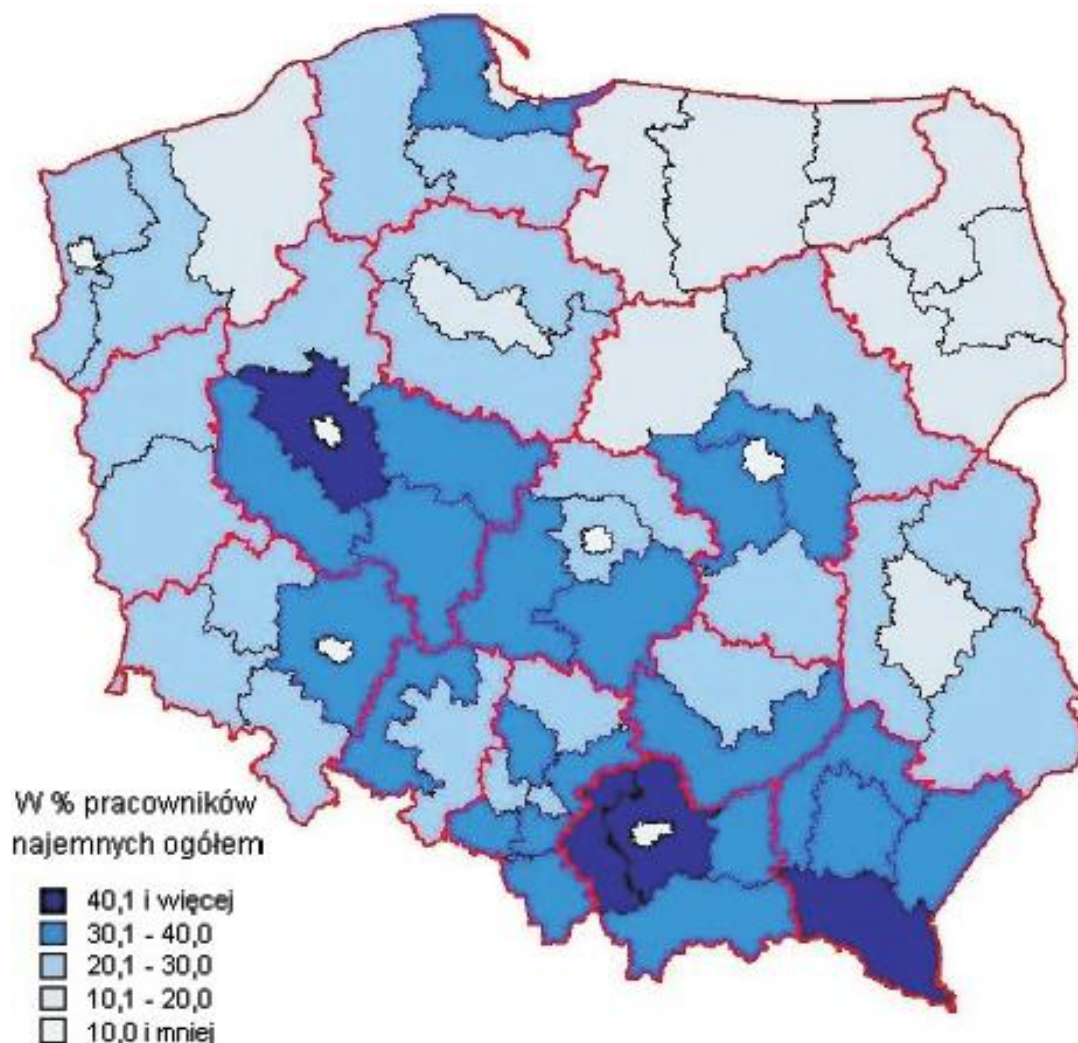 W % pracowników
najemnych ogółem
40,1 i więcej
30,1 - 40,0
20,1 - 30,0
10,1 - 20,0
10,0 i mniej